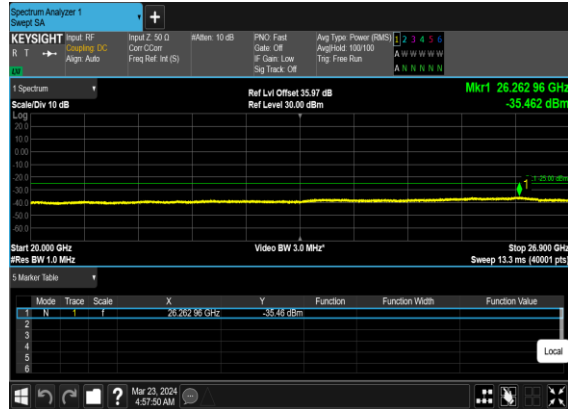 Spectrum Analyzer 1
Swept SA
+
KEYSIGHT Input: RF Input Z: 50 Ω #Atten: 10 dB PNO: Fast Avg Type: Power (RMS) 1 2 3 4 5 6
R T Coupling: DC Corr CCorr Gate: Off Avg|Hold: 100/100 A W W W W W
Align: Auto Freq Ref: Int (S) IF Gain: Low Trig: Free Run
Sig Track: Off A N N N N N
1 Spectrum Ref Lvl Offset 35.97 dB Mkr1 26.262 96 GHz
Scale/Div 10 dB Ref Level 30.00 dBm -35.462 dBm
Log
20.0
10.0
0.00
-10.0
-20.0
-30.0
-40.0
-50.0
-60.0
1
-25.00 dBm
Start 20.000 GHz Video BW 3.0 MHz* Stop 26.900 GHz
#Res BW 1.0 MHz Sweep 13.3 ms (40001 pts)
5 Marker Table
Mode Trace Scale X Y Function Function Width Function Value
1 N 1 f 26.262 96 GHz -35.46 dBm
2
3
4
5
6
Local
? Mar 23, 2024
4:57:50 AM